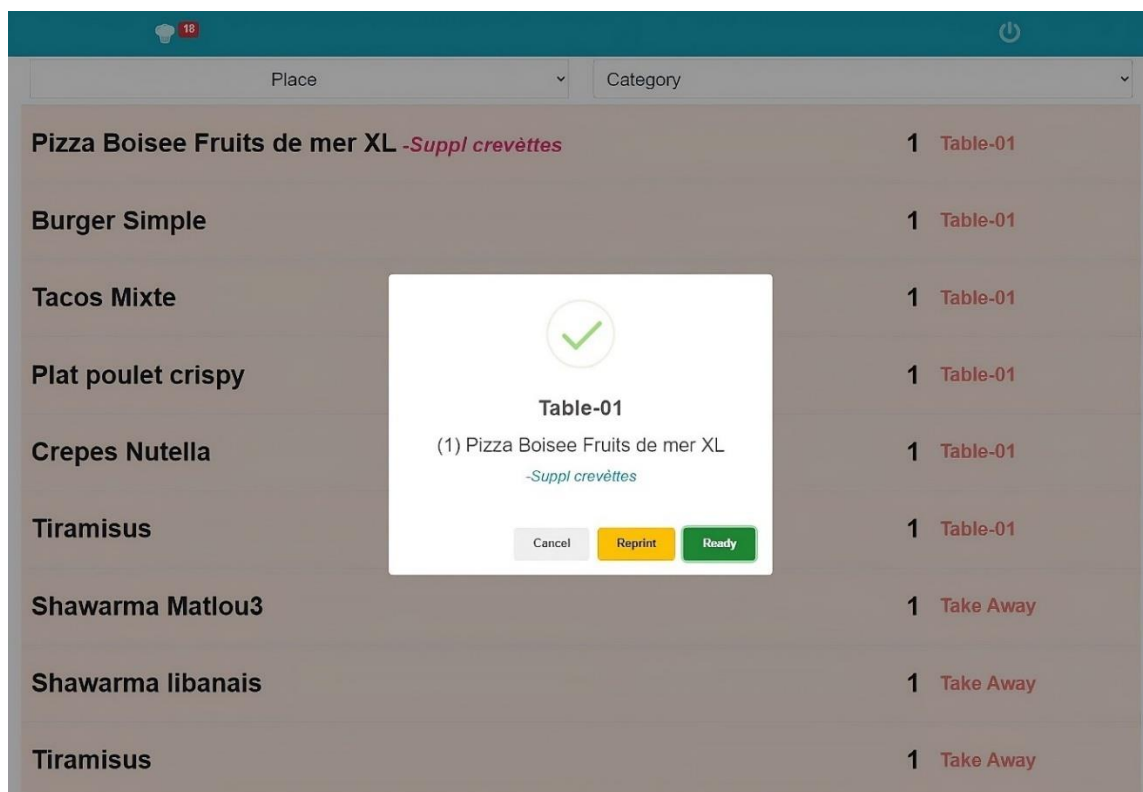 18
Place Category
Pizza Boisee Fruits de mer XL -Suppl crevèttes 1 Table-01
Burger Simple 1 Table-01
Tacos Mixte 1 Table-01
Plat poulet crispy 1 Table-01
Crepes Nutella 1 Table-01
Tiramisus 1 Table-01
Shawarma Matlou3 1 Take Away
Shawarma libanais 1 Take Away
Tiramisus 1 Take Away
Table-01
(1) Pizza Boisee Fruits de mer XL
-Suppl crevèttes
Cancel Reprint Ready